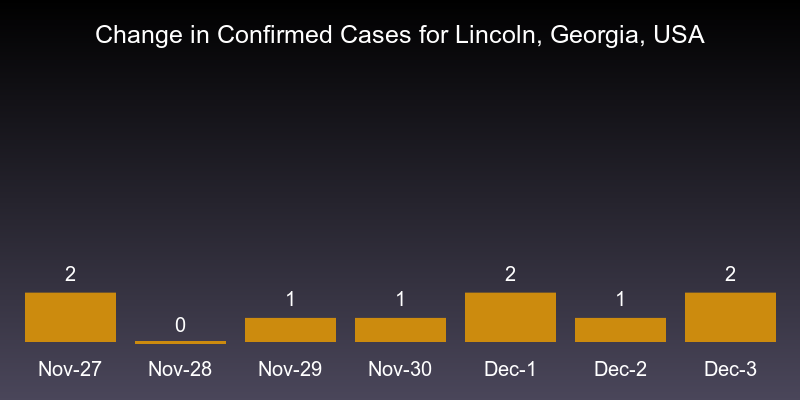 Change in Confirmed Cases for Lincoln, Georgia, USA
2 0 1 1 2 1 2
Nov-27 Nov-28 Nov-29 Nov-30 Dec-1 Dec-2 Dec-3